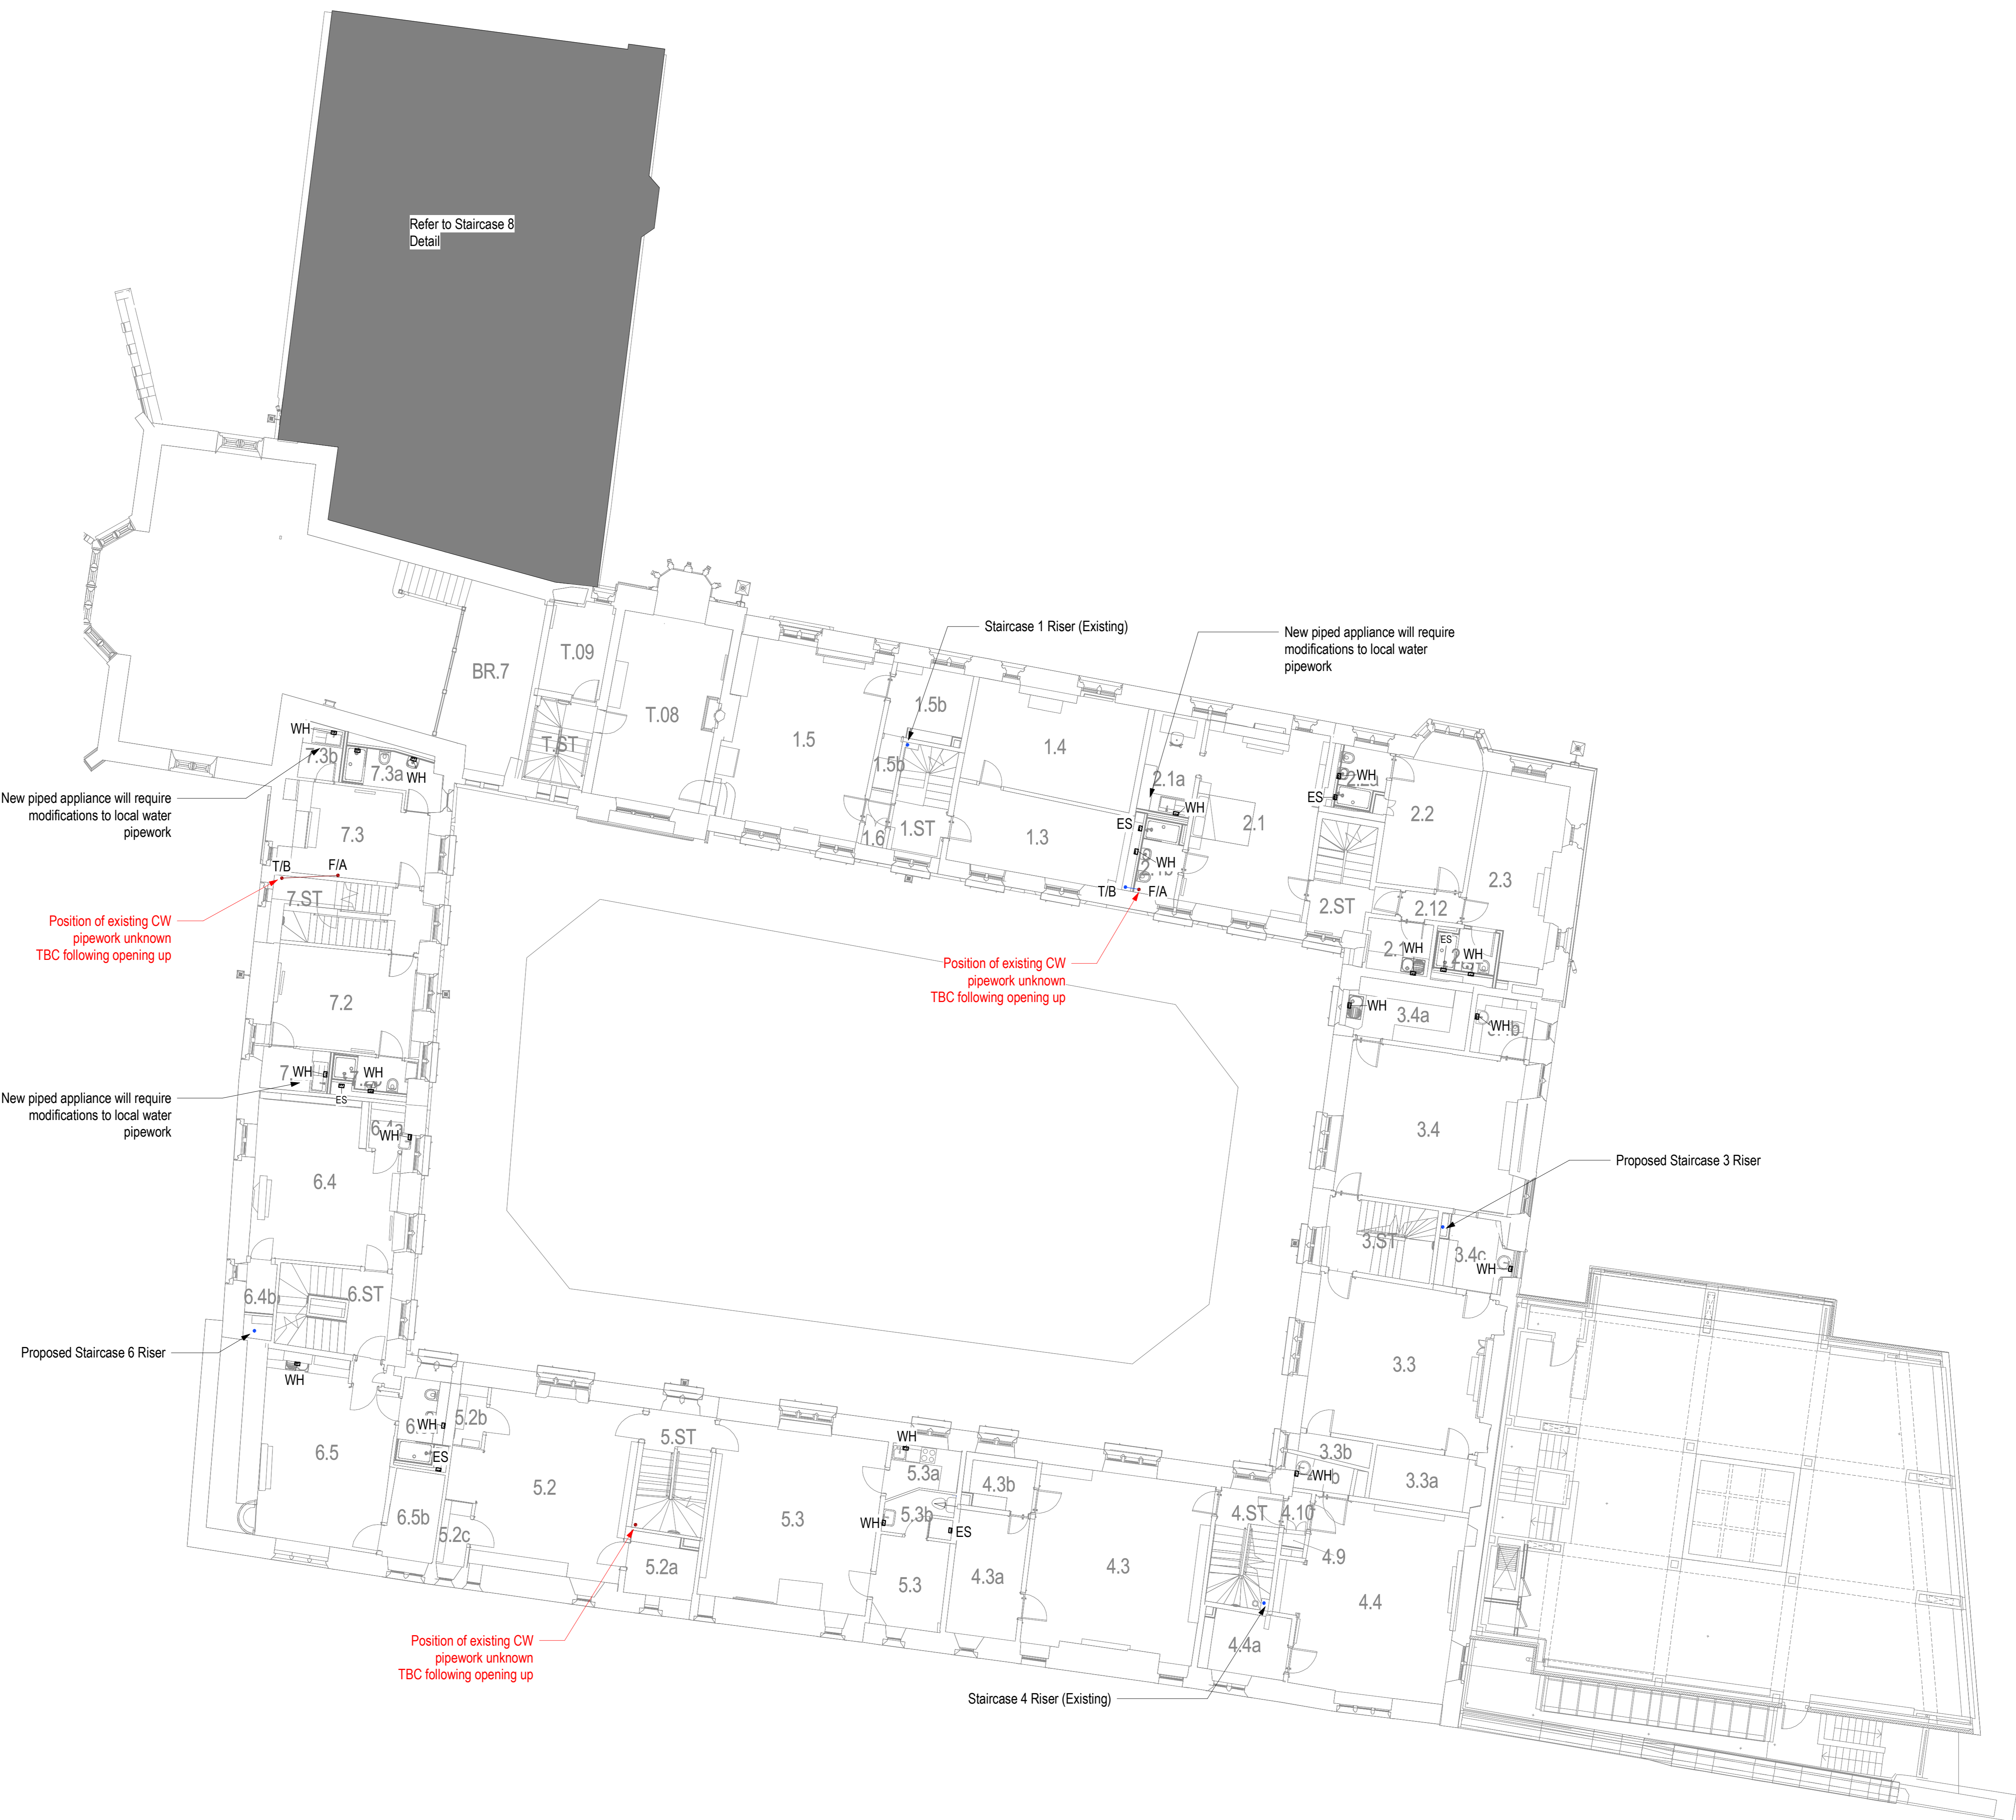 Refer to Staircase 8
Detail
Staircase 1 Riser (Existing)
New piped appliance will require
modifications to local water
pipework
T.09
BR.7
T.08
T.ST
1.5
1.5b
1.5b
1.6
1.ST
1.4
1.3
2.1a
WH
ES
WH
T/B
F/A
2.1
WH
ES
2.2
2.3
2.ST
2.12
WH
ES
WH
WH
7.3b
7.3a
WH
New piped appliance will require
modifications to local water
pipework
7.3
T/B
F/A
7.ST
Position of existing CW
pipework unknown
TBC following opening up
Position of existing CW
pipework unknown
TBC following opening up
7.2
WH
WH
ES
New piped appliance will require
modifications to local water
pipework
WH
6.4
WH
3.4a
WH
3.4
Proposed Staircase 3 Riser
3.ST
3.4c
WH
6.4b
6.ST
Proposed Staircase 6 Riser
WH
3.3
6.5
WH
ES
5.2b
6.5b
5.2c
5.2
5.ST
5.2a
5.3
WH
5.3a
5.3b
WH
ES
5.3
4.3b
4.3a
4.3
3.3b
WH
3.3a
4.ST
4.10
4.9
4.4
4.4a
Position of existing CW
pipework unknown
TBC following opening up
Staircase 4 Riser (Existing)